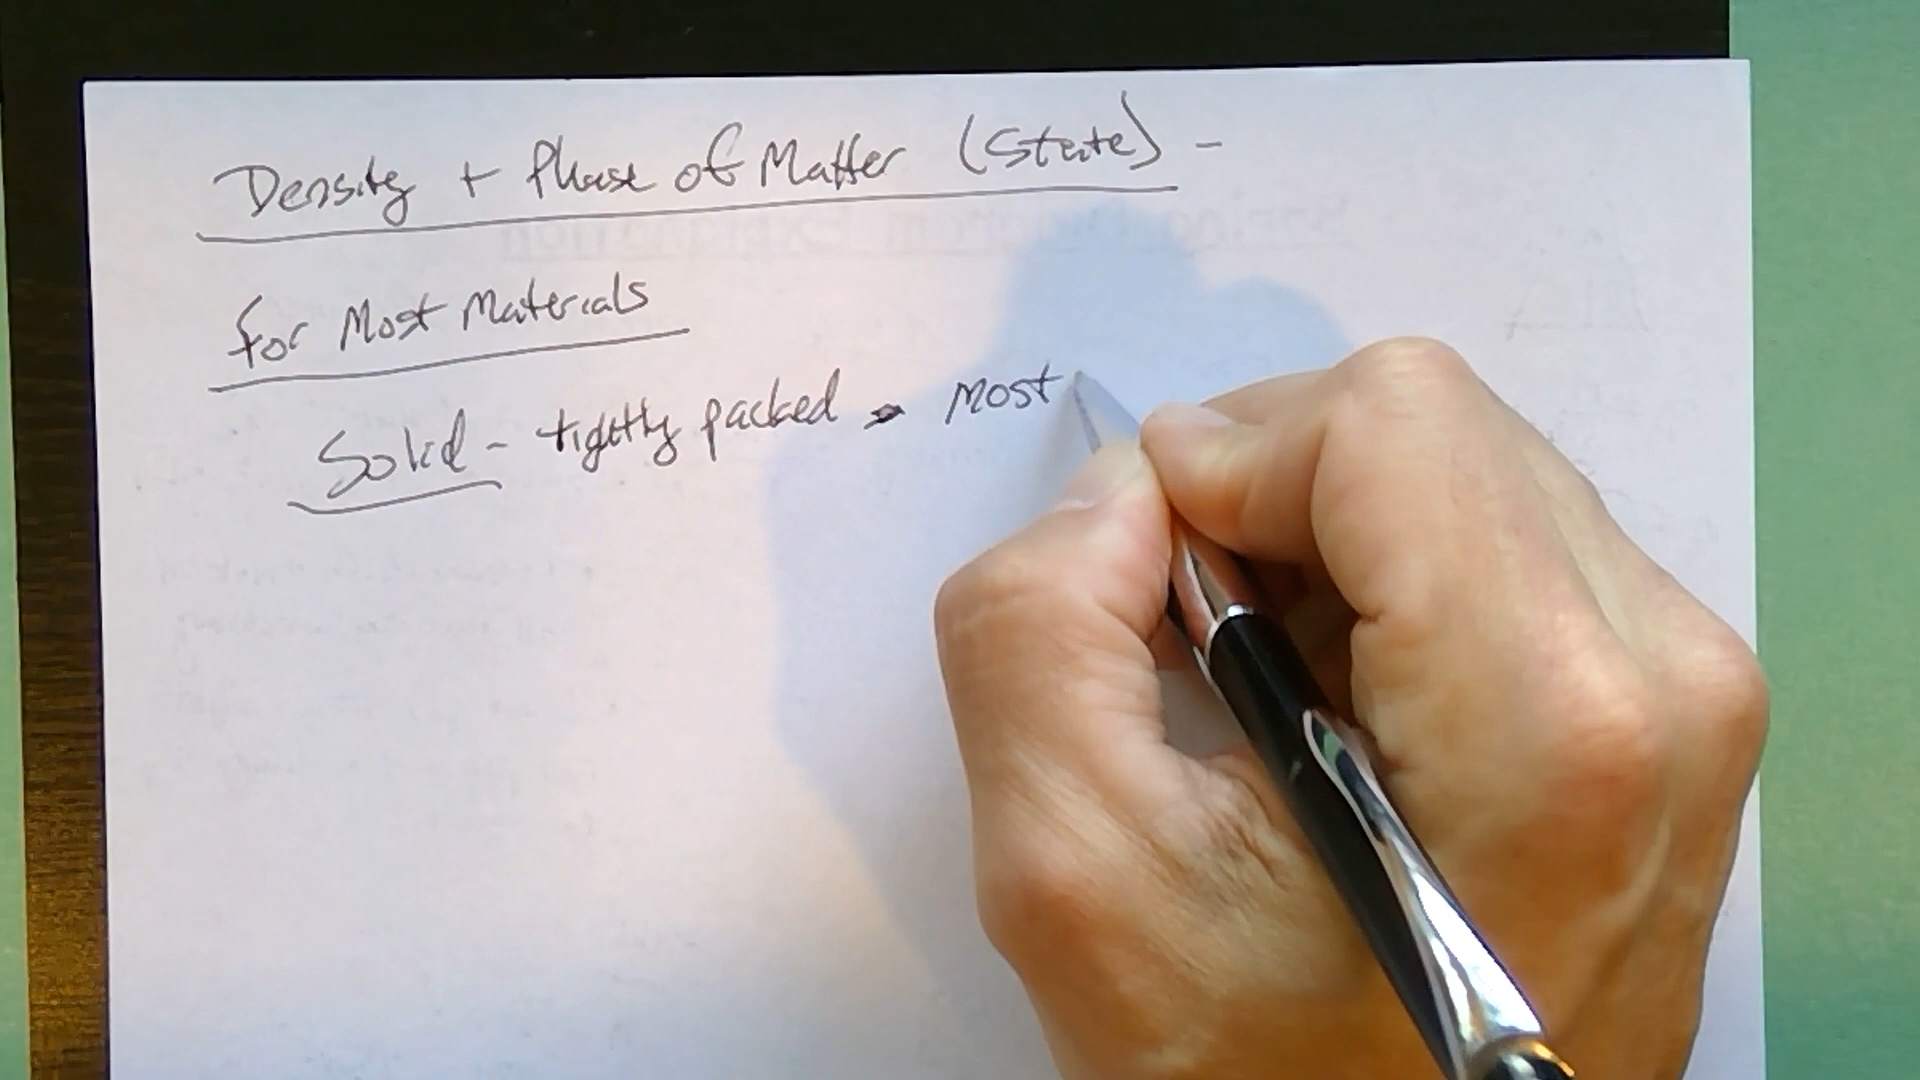 Density + Phase of Matter (State) -
for Most Materials
Solid - tightly packed - most